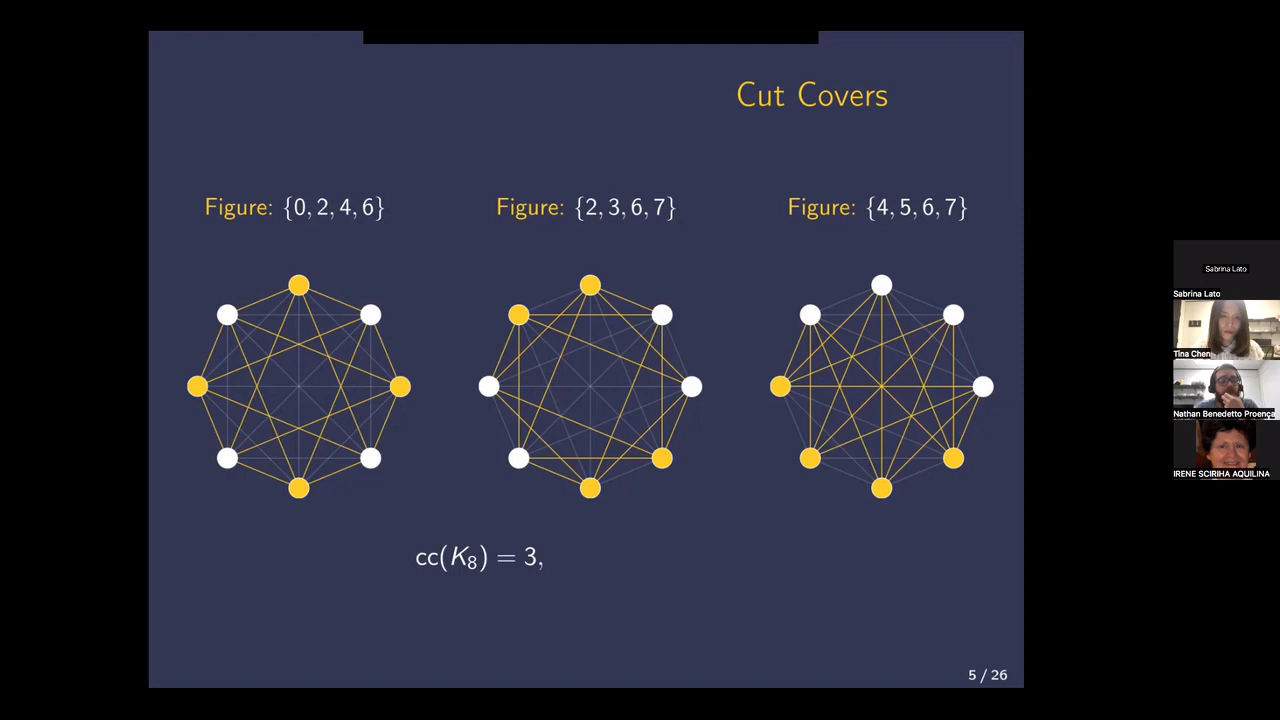 Cut Covers
Figure: {0, 2, 4, 6}
Figure: {2, 3, 6, 7}
Figure: {4, 5, 6, 7}
cc(K₈) = 3,
5 / 26
Sabrina Lato
Sabrina Lato
Tina Chen
Nathan Benedetto Proença
IRENE SCIRIHA AQUILINA